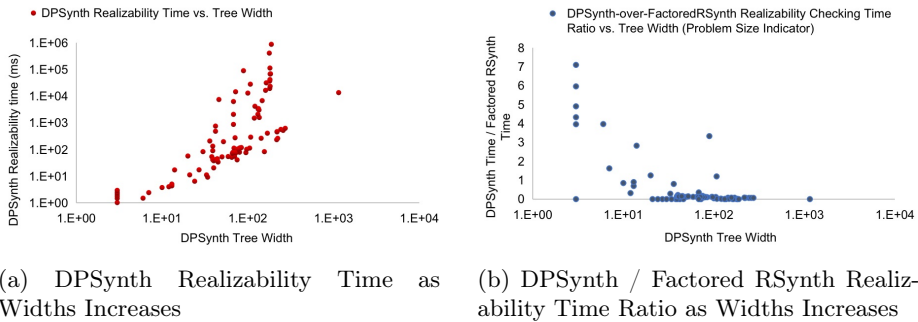 DPSynth Realizability Time vs. Tree Width
DPSynth Realizability time (ms)
1.E+06
1.E+05
1.E+04
1.E+03
1.E+02
1.E+01
1.E+00
1.E+00 1.E+01 1.E+02 1.E+03 1.E+04
DPSynth Tree Width
(a) DPSynth Realizability Time as
Widths Increases
DPSynth-over-FactoredRSynth Realizability Checking Time
Ratio vs. Tree Width (Problem Size Indicator)
DPSynth Time / Factored RSynth
Time
8
7
6
5
4
3
2
1
0
1.E+00 1.E+01 1.E+02 1.E+03 1.E+04
DPSynth Tree Width
(b) DPSynth / Factored RSynth Realiz-
ability Time Ratio as Widths Increases